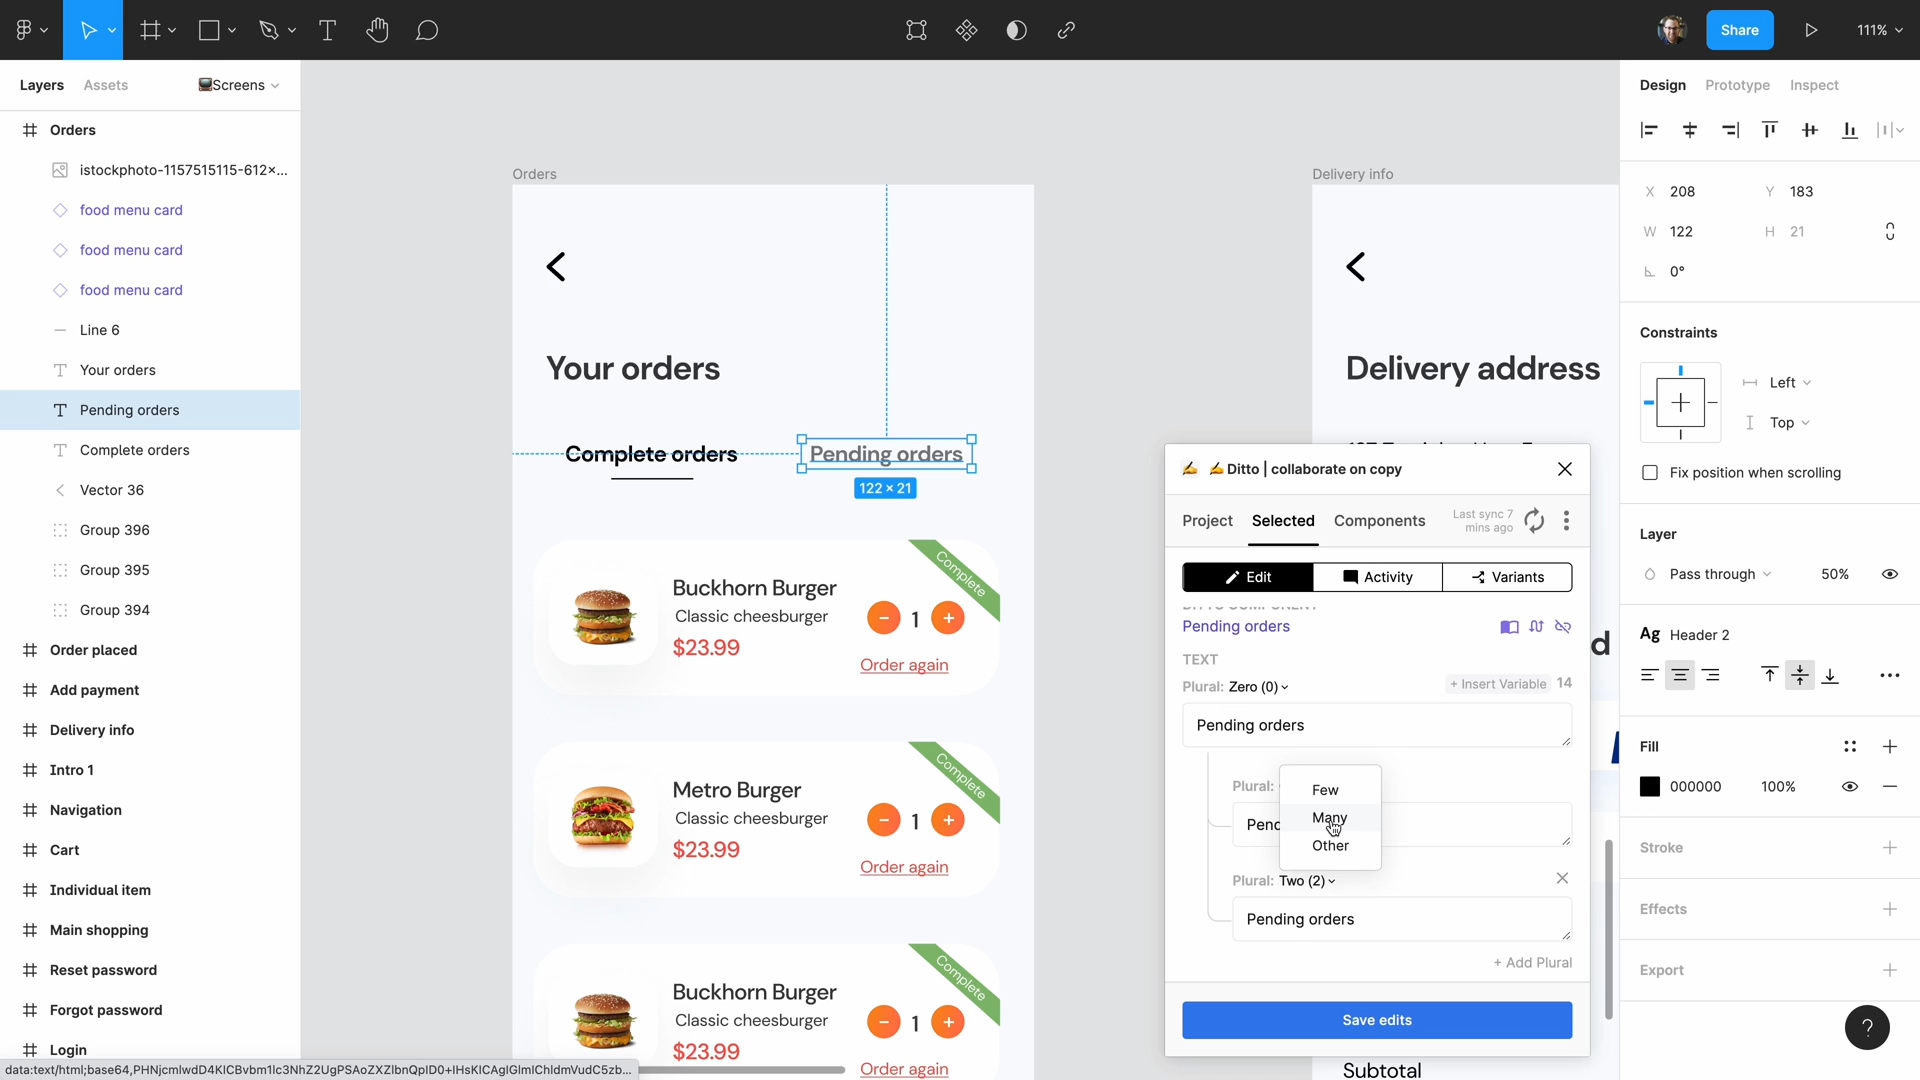 Share
111%
Layers
Assets
Screens
Orders
istockphoto-1157515115-612×...
food menu card
food menu card
food menu card
Line 6
Your orders
Pending orders
Complete orders
Vector 36
Group 396
Group 395
Group 394
Order placed
Add payment
Delivery info
Intro 1
Navigation
Cart
Individual item
Main shopping
Reset password
Forgot password
Login
Orders
Your orders
Complete orders
Pending orders
122 × 21
Complete
Buckhorn Burger
Classic cheesburger
$23.99
1
Order again
Complete
Metro Burger
Classic cheesburger
$23.99
1
Order again
Complete
Buckhorn Burger
Classic cheesburger
$23.99
1
Order again
Delivery info
Delivery address
d
Subtotal
Ditto | collaborate on copy
Project
Selected
Components
Last sync 7
mins ago
Edit
Activity
Variants
DITTO COMPONENT
Pending orders
TEXT
Plural: Zero (0)
+ Insert Variable
14
Pending orders
Plural:
Few
Many
Other
Pend
Plural: Two (2)
Pending orders
+ Add Plural
Save edits
Design
Prototype
Inspect
X 208
Y 183
W 122
H 21
0°
Constraints
Left
Top
Fix position when scrolling
Layer
Pass through
50%
Ag Header 2
Fill
000000
100%
Stroke
Effects
Export
?